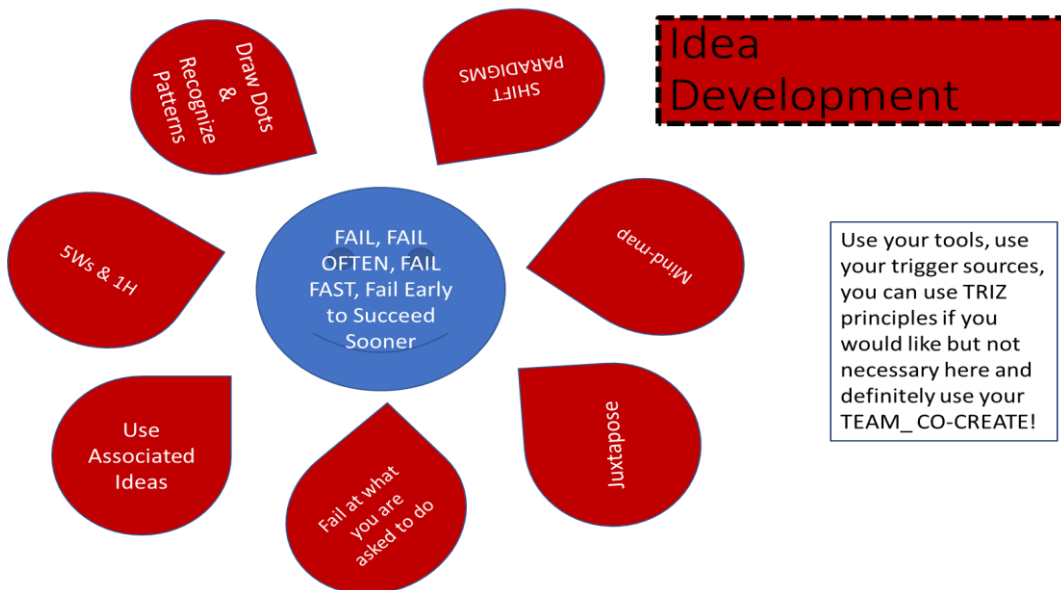 Idea
Development
Draw Dots
&
Recognize
Patterns
SHIFT
PARADIGMS
5Ws & 1H
FAIL, FAIL
OFTEN, FAIL
FAST, Fail Early
to Succeed
Sooner
Mind-map
Use your tools, use
your trigger sources,
you can use TRIZ
principles if you
would like but not
necessary here and
definitely use your
TEAM_ CO-CREATE!
Use
Associated
Ideas
Fail at what
you are
asked to do
Juxtapose